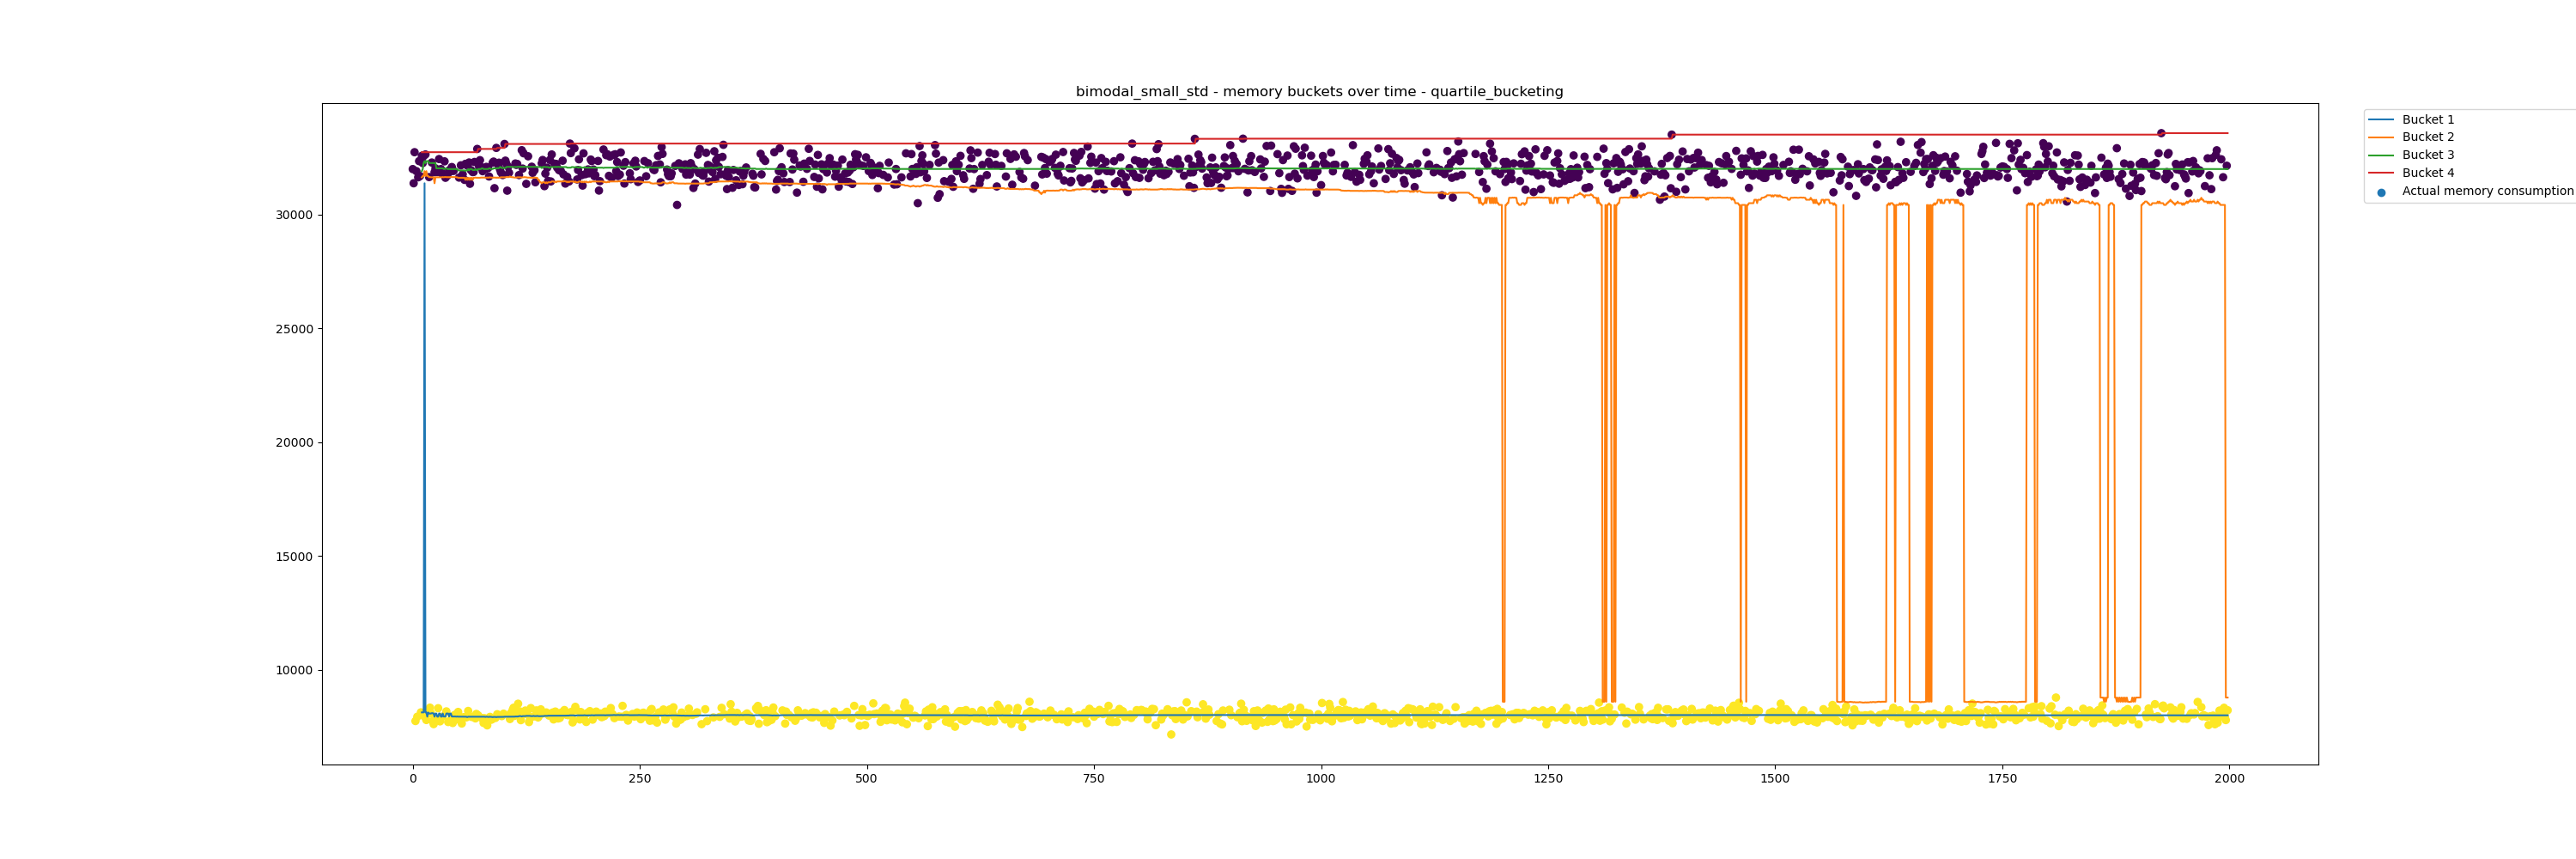 bimodal_small_std - memory buckets over time - quartile_bucketing
Bucket 1
Bucket 2
Bucket 3
Bucket 4
Actual memory consumption
30000
25000
20000
15000
10000
0 250 500 750 1000 1250 1500 1750 2000